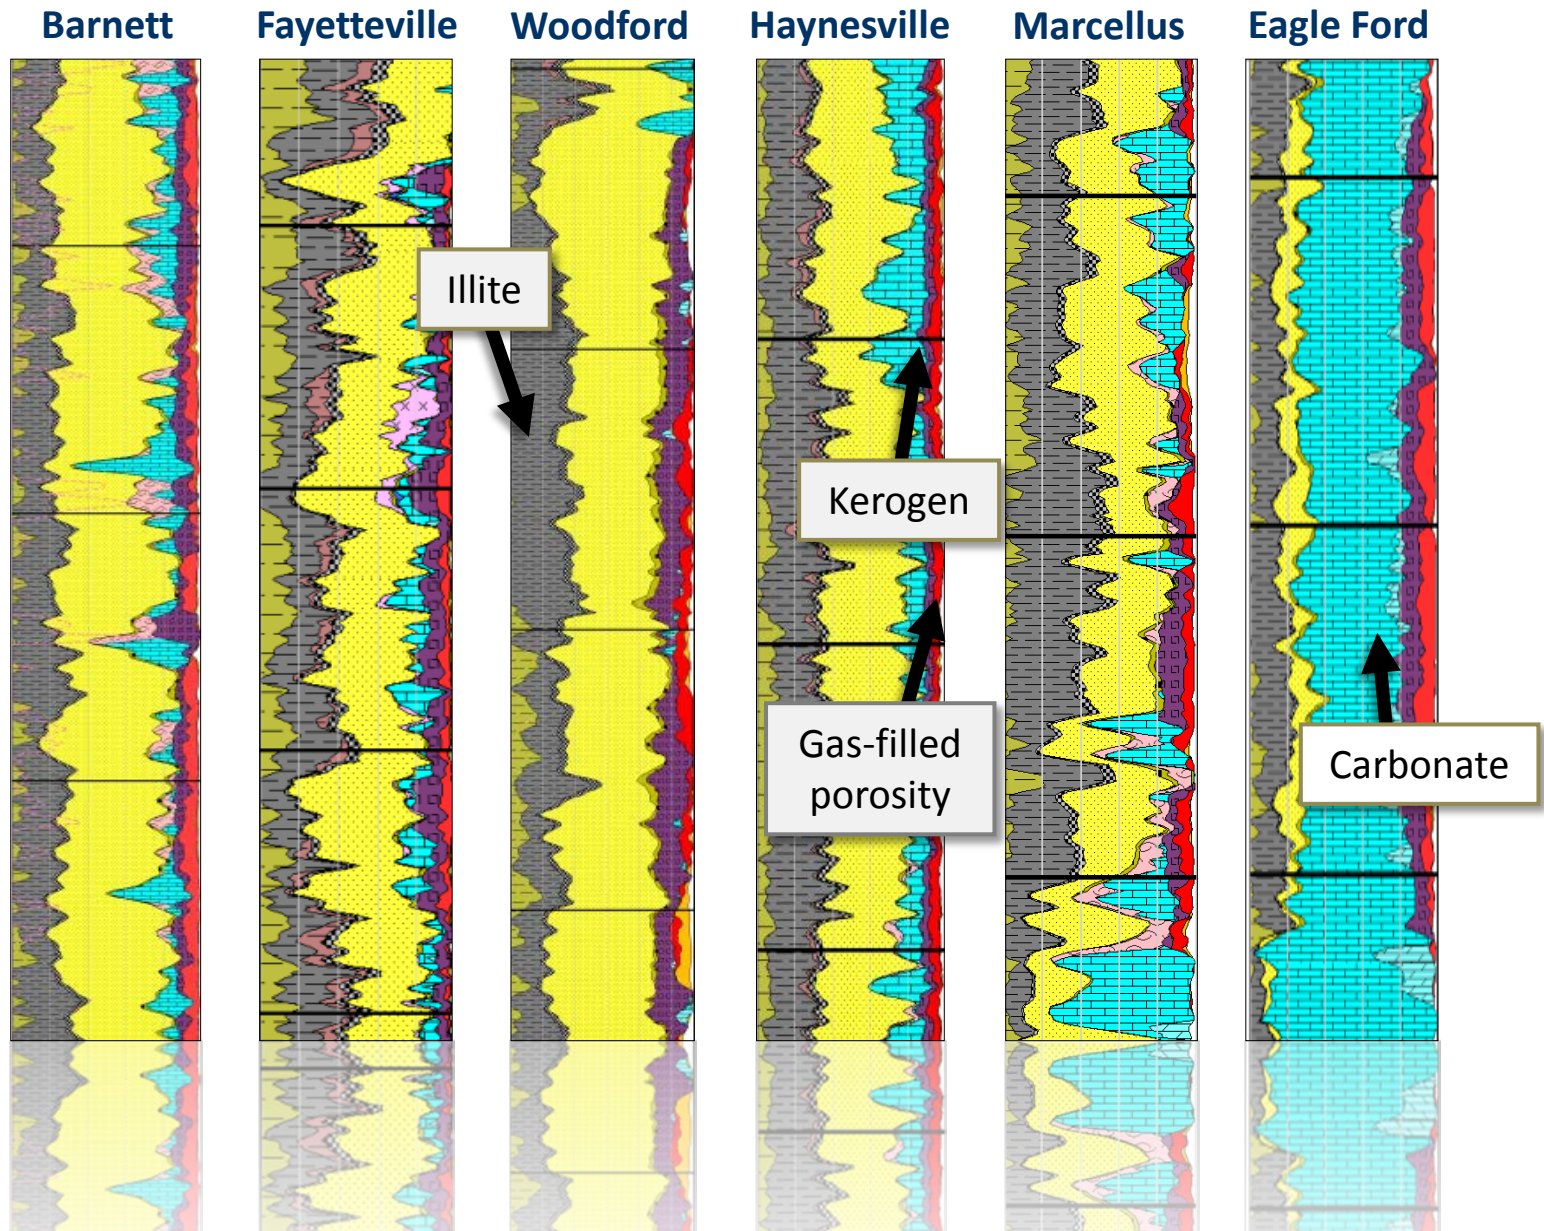 Barnett
Fayetteville
Woodford
Haynesville
Marcellus
Eagle Ford
Illite
Kerogen
Gas-filled
porosity
Carbonate